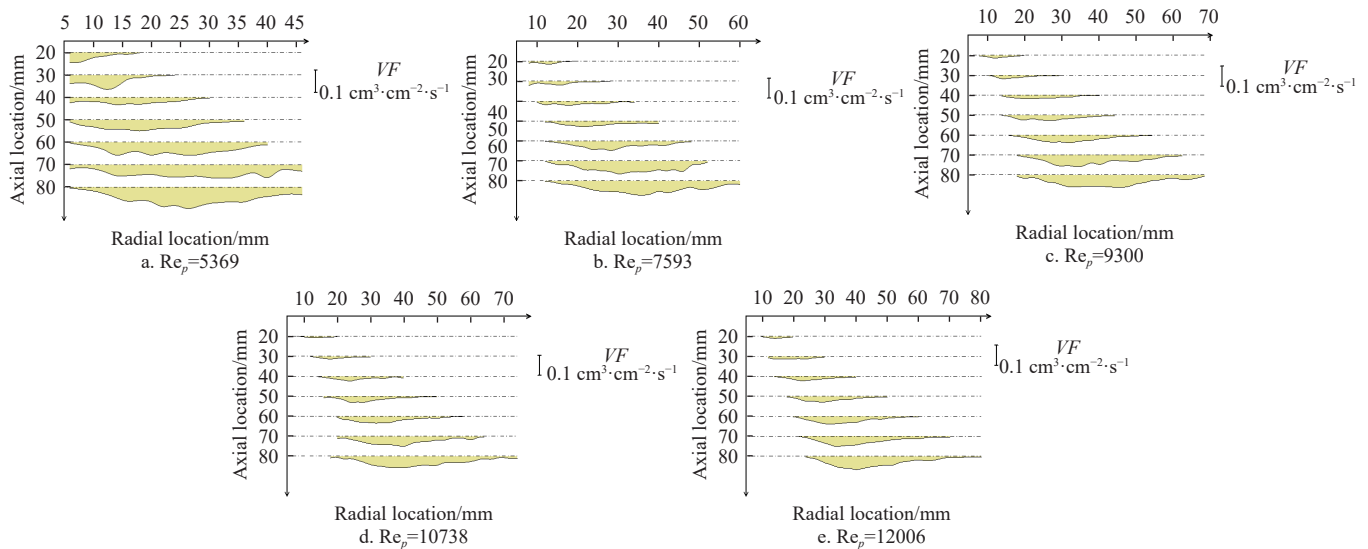 5 10 15 20 25 30 35 40 45
20
30
40
50
60
70
80
Axial location/mm
VF
0.1 cm³·cm⁻²·s⁻¹
Radial location/mm
a. Reₚ=5369
10 20 30 40 50 60
20
30
40
50
60
70
80
Axial location/mm
VF
0.1 cm³·cm⁻²·s⁻¹
Radial location/mm
b. Reₚ=7593
10 20 30 40 50 60 70
20
30
40
50
60
70
80
Axial location/mm
VF
0.1 cm³·cm⁻²·s⁻¹
Radial location/mm
c. Reₚ=9300
10 20 30 40 50 60 70
20
30
40
50
60
70
80
Axial location/mm
VF
0.1 cm³·cm⁻²·s⁻¹
Radial location/mm
d. Reₚ=10738
10 20 30 40 50 60 70 80
20
30
40
50
60
70
80
Axial location/mm
VF
0.1 cm³·cm⁻²·s⁻¹
Radial location/mm
e. Reₚ=12006